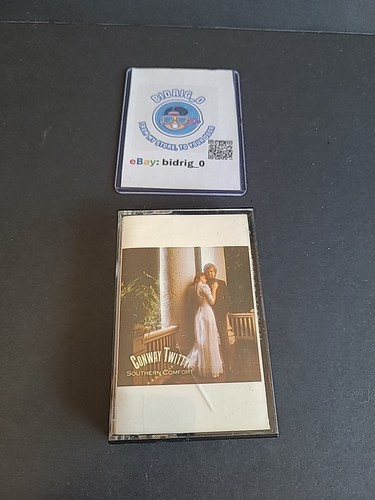 BIDRIG_0
FROM MY STORE, TO YOUR DOOR
eBay: bidrig_0
CONWAY TWITTY
SOUTHERN COMFORT